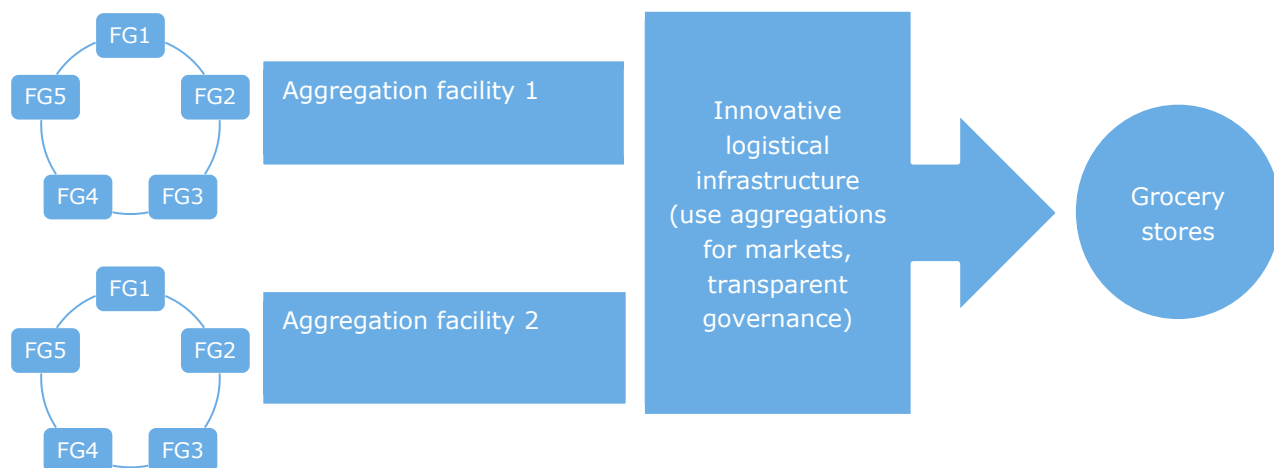 FG1
FG5
FG2
FG4
FG3
Aggregation facility 1
FG1
FG5
FG2
FG4
FG3
Aggregation facility 2
Innovative
logistical
infrastructure
(use aggregations
for markets,
transparent
governance)
Grocery
stores